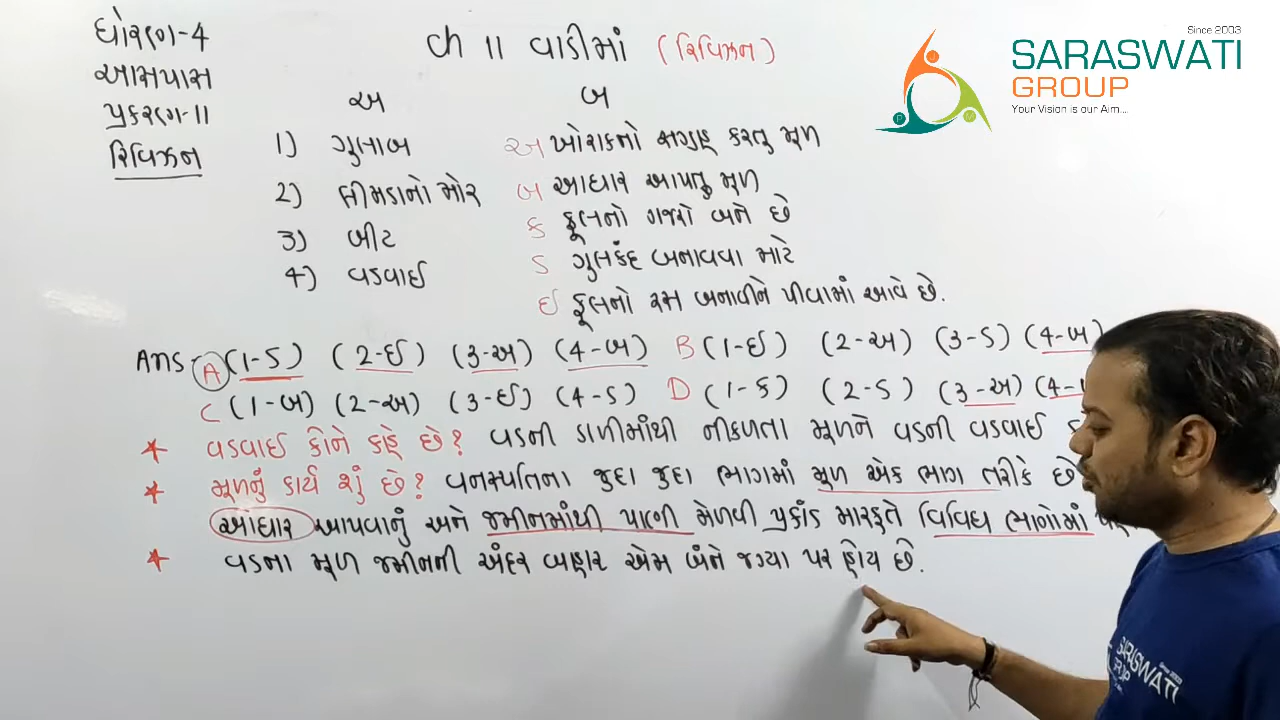 ધોરણ-4
આસપાસ
પ્રકરણ-11
રિવિઝન
ch 11 વાડીમાં (રિવિઝન)
Since 2003
SARASWATI
GROUP
Your Vision is our Aim....
અ બ
1) ગુલાબ અ ખોરાકનો સંગ્રહ કરતુ મૂળ
2) લીમડાનો મોર બ આધાર આપતુ મૂળ
3) બીટ ક ફૂલનો ગજરો બને છે
4) વડવાઈ ડ ગુલકંદ બનાવવા માટે
ઈ ફૂલનો રસ બનાવીને પીવામાં આવે છે.
Ans - A (1-ડ) (2-ઈ) (3-અ) (4-બ) B (1-ઈ) (2-અ) (3-ડ) (4-બ)
C (1-બ) (2-અ) (3-ઈ) (4-ડ) D (1-ક) (2-ડ) (3-અ) (4-
★ વડવાઈ કોને કહે છે? વડની ડાળીમાંથી નીકળતા મૂળને વડની વડવાઈ
★ મૂળનું કાર્ય શું છે? વનસ્પતિના જુદા જુદા ભાગમાં મૂળ એક ભાગ તરીકે છે
આધાર આપવાનું અને જમીનમાંથી પાણી મેળવી પ્રકાંડ મારફતે વિવિધ ભાગોમાં
★ વડના મૂળ જમીનની અંદર બહાર એમ બંને જગ્યા પર હોય છે.
SARASWATI
GROUP